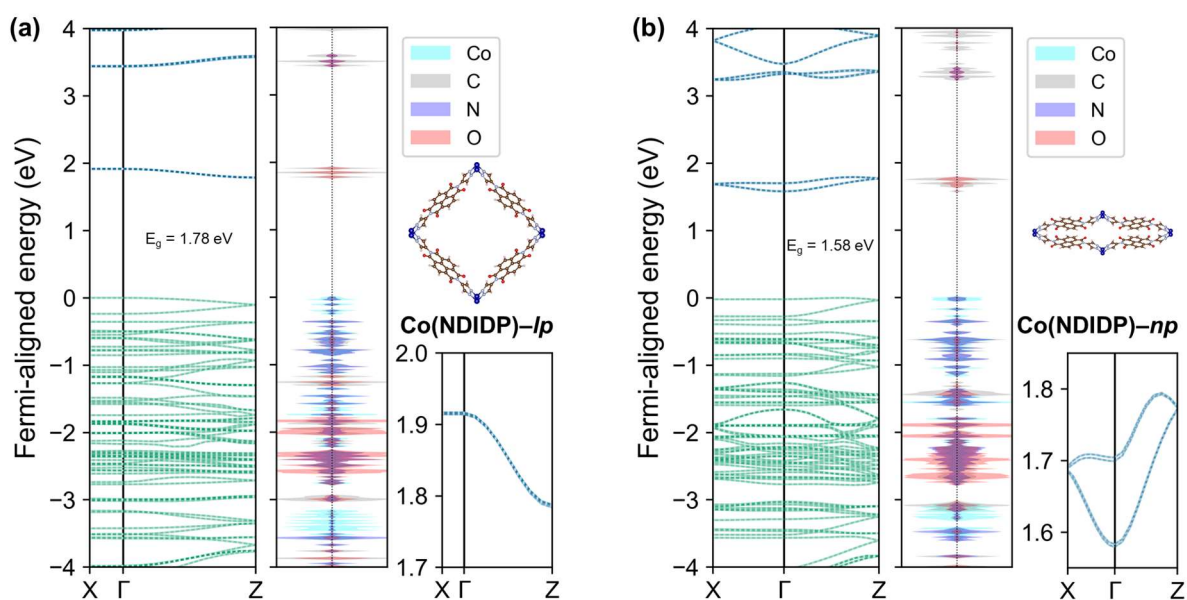 (a)
Fermi-aligned energy (eV)
4
3
2
1
0
−1
−2
−3
−4
X Γ Z
E_g = 1.78 eV
Co
C
N
O
Co(NDIDP)–lp
2.0
1.9
1.8
1.7
X Γ Z
(b)
Fermi-aligned energy (eV)
4
3
2
1
0
−1
−2
−3
−4
X Γ Z
E_g = 1.58 eV
Co
C
N
O
Co(NDIDP)–np
1.8
1.7
1.6
X Γ Z